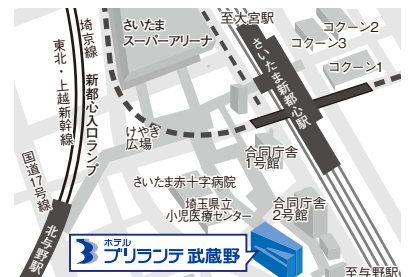 至大宮駅
コクーン2
コクーン3
コクーン1
さいたま
スーパーアリーナ
埼京線
東北・上越新幹線
新都心入口ランプ
さいたま新都心駅
けやき
広場
合同庁舎
1号館
国道17号線
さいたま赤十字病院
埼玉県立
小児医療センター
合同庁舎
2号館
北与野駅
ホテル
ブリランテ 武蔵野
至与野駅